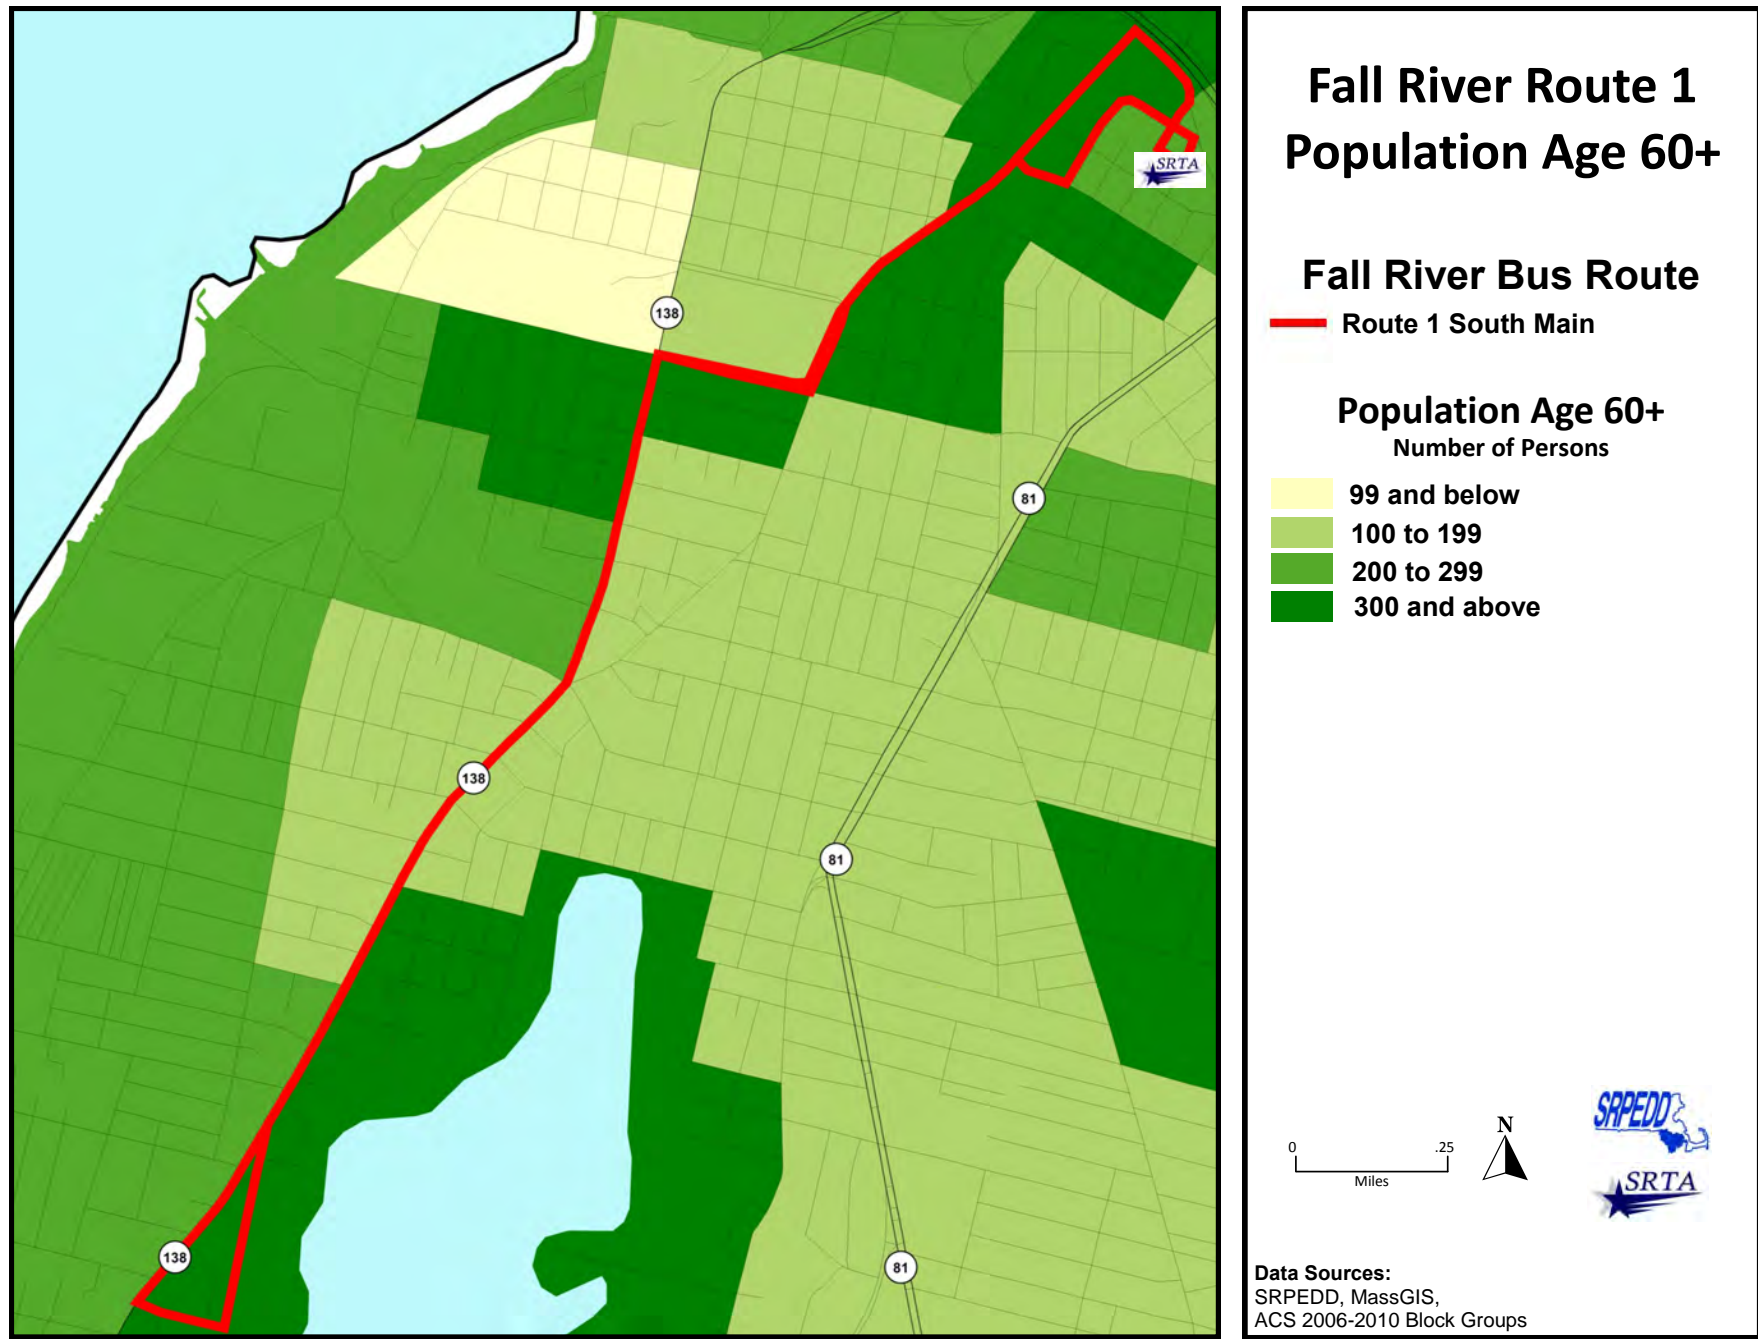 Fall River Route 1
Population Age 60+
Fall River Bus Route
Route 1 South Main
Population Age 60+
Number of Persons
99 and below
100 to 199
200 to 299
300 and above
0 .25
Miles
N
SRPEDD
SRTA
Data Sources:
SRPEDD, MassGIS,
ACS 2006-2010 Block Groups
SRTA
138
81
138
81
138
81